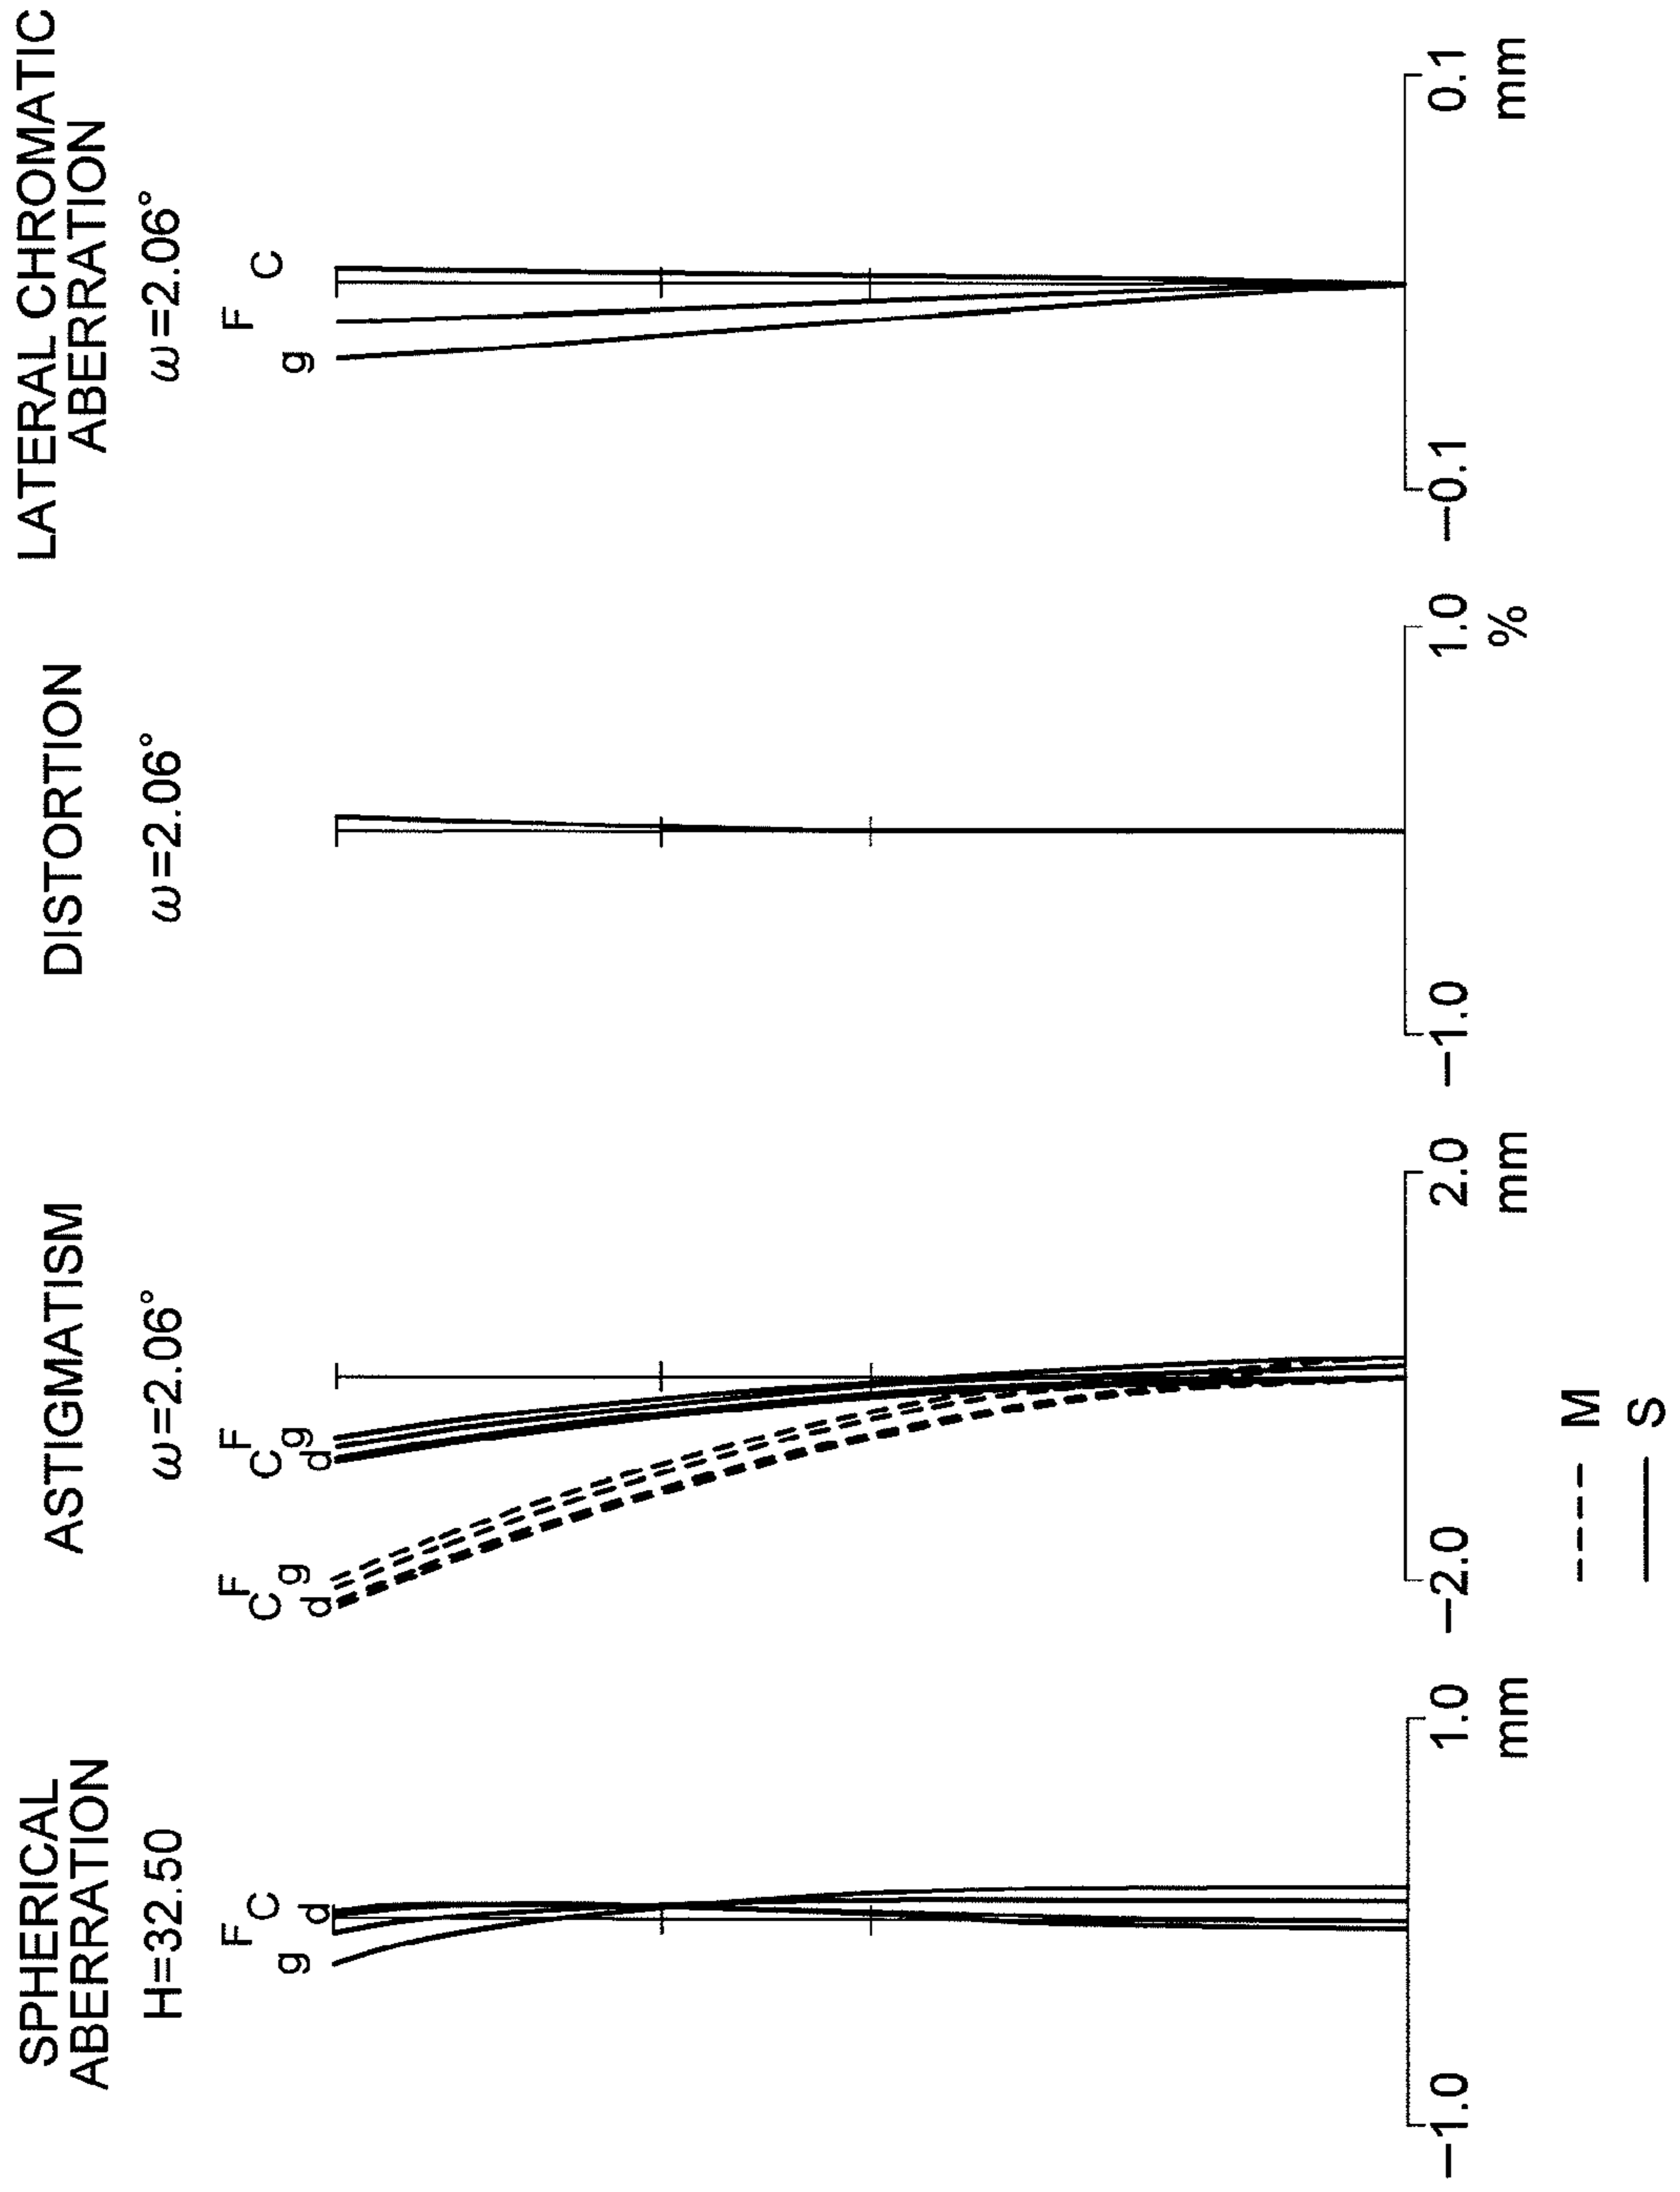 SPHERICAL
ABERRATION
H=32.50
F
C
g
d
−1.0
1.0
mm
ASTIGMATISM
ω=2.06°
F
C
g
d
F
C
g
d
−2.0
2.0
mm
M
S
DISTORTION
ω=2.06°
−1.0
1.0
%
LATERAL CHROMATIC
ABERRATION
ω=2.06°
F
C
g
−0.1
0.1
mm